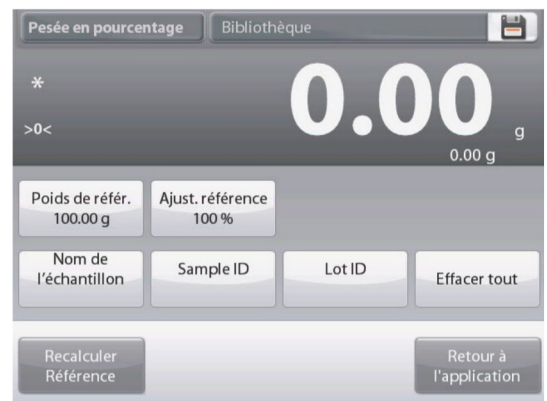 Pesée en pourcentage
Bibliothèque
*
>0<
0.00 g
0.00 g
Poids de référ.
100.00 g
Ajust. référence
100 %
Nom de
l'échantillon
Sample ID
Lot ID
Effacer tout
Recalculer
Référence
Retour à
l'application